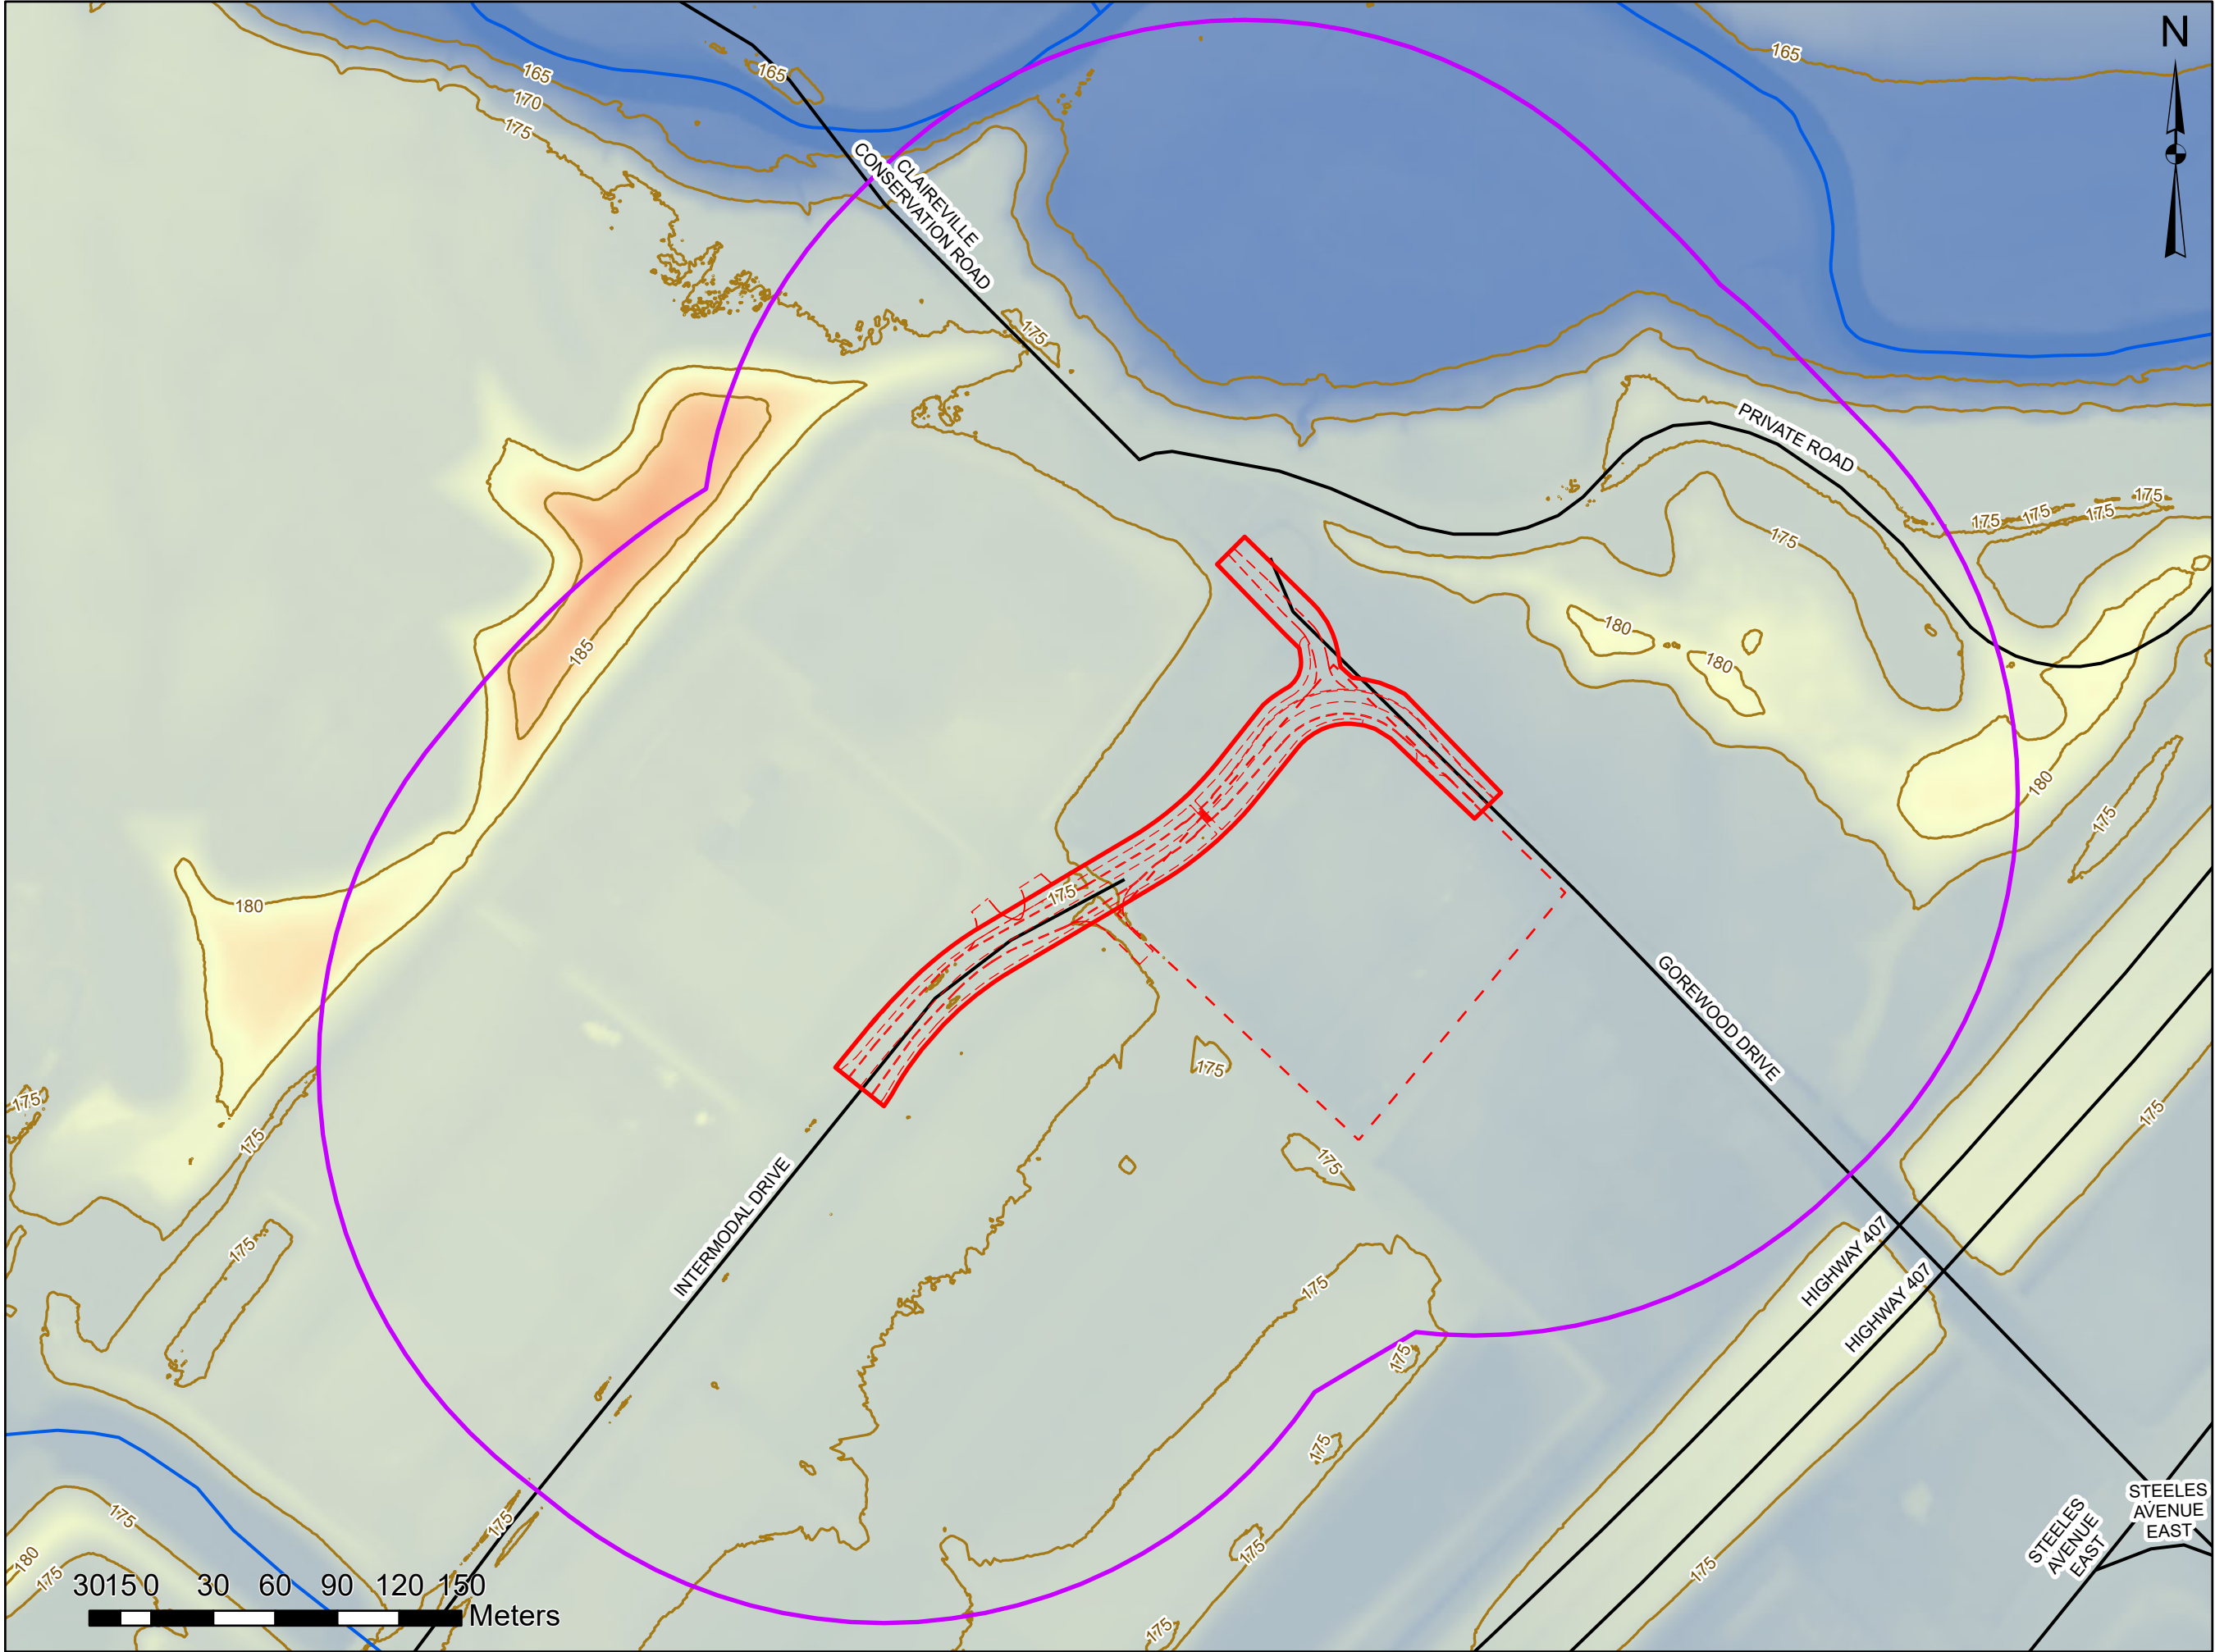 N
165
165
165
170
175
CLAIREVILLE
CONSERVATION ROAD
175
PRIVATE ROAD
175
175
175
175
175
180
185
180
180
175
180
175
GOREWOOD DRIVE
175
175
175
175
175
INTERMODAL DRIVE
175
175
HIGHWAY 407
HIGHWAY 407
175
175
175
175
175
180
175
175
175
STEELES
AVENUE
EAST
STEELES
AVENUE
EAST
30 15 0 30 60 90 120 150
Meters